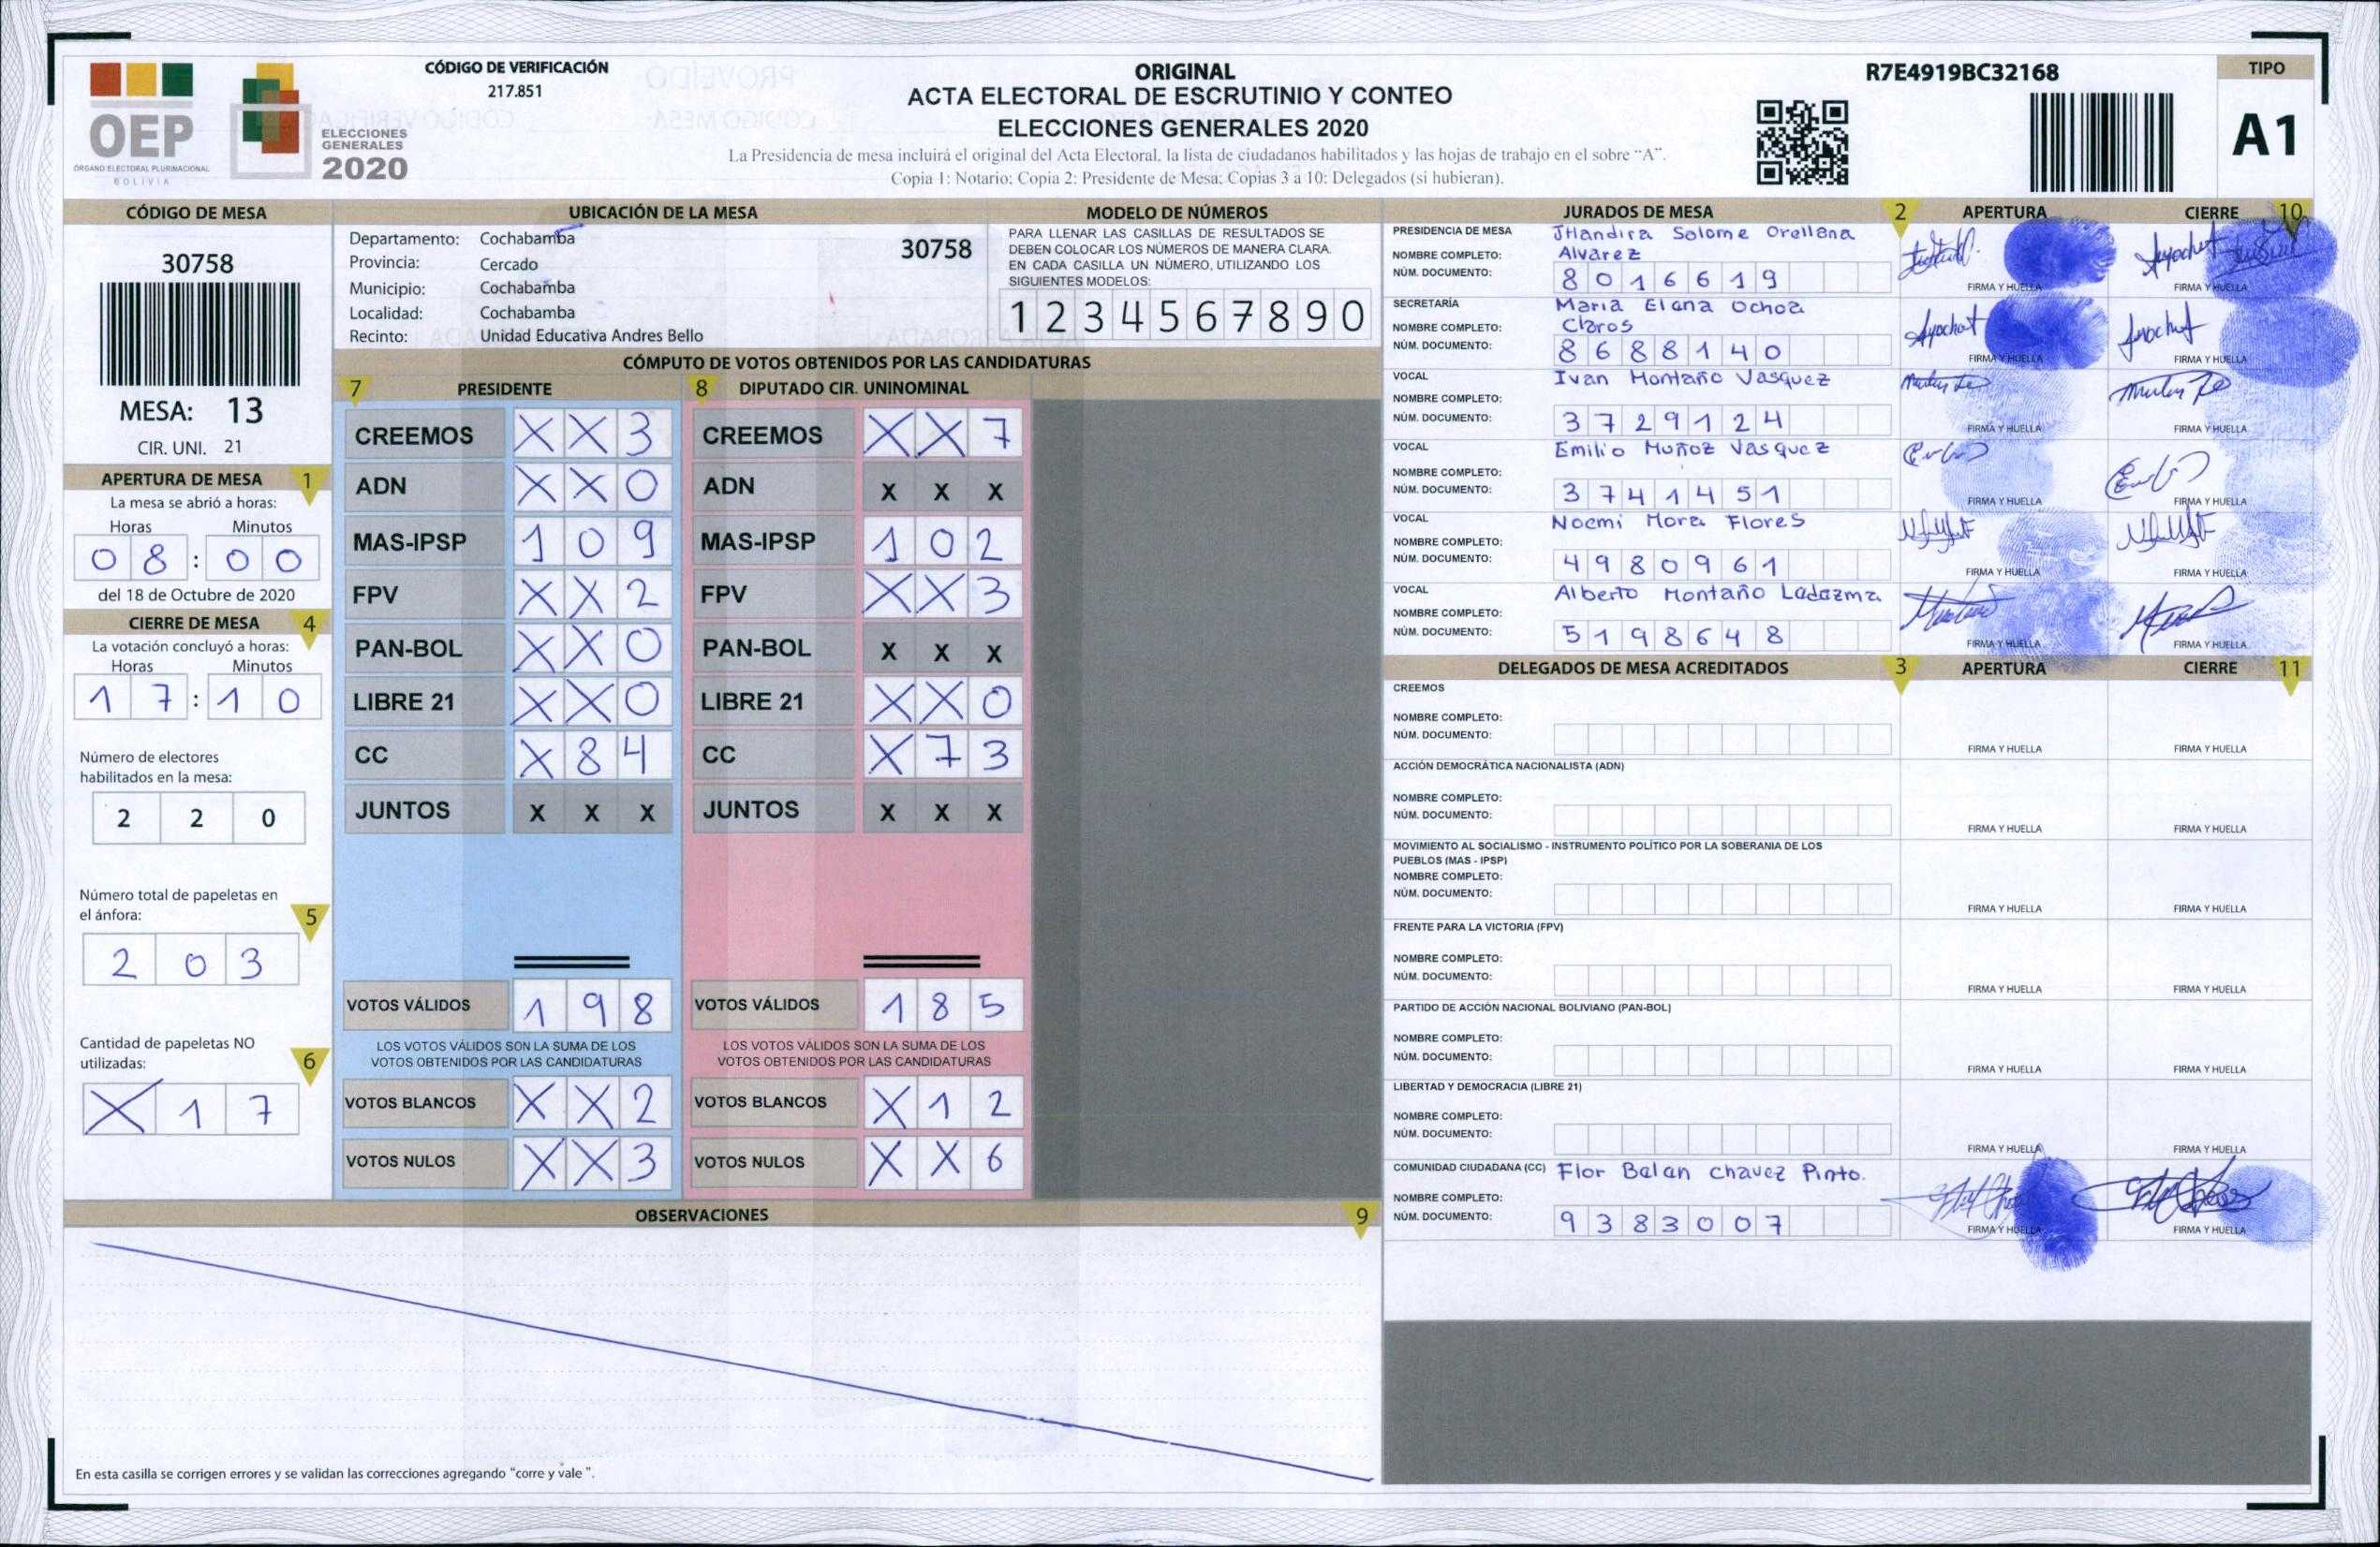 OEP
ÓRGANO ELECTORAL PLURINACIONAL
BOLIVIA
ELECCIONES
GENERALES
2020
CÓDIGO DE VERIFICACIÓN
217.851
ORIGINAL
ACTA ELECTORAL DE ESCRUTINIO Y CONTEO
ELECCIONES GENERALES 2020
La Presidencia de mesa incluirá el original del Acta Electoral, la lista de ciudadanos habilitados y las hojas de trabajo en el sobre "A".
Copia 1: Notario; Copia 2: Presidente de Mesa; Copias 3 a 10: Delegados (si hubieran).
R7E4919BC32168
TIPO
A1
CÓDIGO DE MESA
30758
MESA: 13
CIR. UNI. 21
APERTURA DE MESA 1
La mesa se abrió a horas:
Horas Minutos
0 8 : 0 0
del 18 de Octubre de 2020
CIERRE DE MESA 4
La votación concluyó a horas:
Horas Minutos
1 7 : 1 0
Número de electores
habilitados en la mesa:
2 2 0
Número total de papeletas en
el ánfora: 5
2 0 3
Cantidad de papeletas NO
utilizadas: 6
X 1 7
UBICACIÓN DE LA MESA
Departamento: Cochabamba
Provincia: Cercado
Municipio: Cochabamba
Localidad: Cochabamba
Recinto: Unidad Educativa Andres Bello
30758
MODELO DE NÚMEROS
PARA LLENAR LAS CASILLAS DE RESULTADOS SE
DEBEN COLOCAR LOS NÚMEROS DE MANERA CLARA.
EN CADA CASILLA UN NÚMERO, UTILIZANDO LOS
SIGUIENTES MODELOS:
1 2 3 4 5 6 7 8 9 0
CÓMPUTO DE VOTOS OBTENIDOS POR LAS CANDIDATURAS
7 PRESIDENTE
CREEMOS X X 3
ADN X X 0
MAS-IPSP 1 0 9
FPV X X 2
PAN-BOL X X 0
LIBRE 21 X X 0
CC X 8 4
JUNTOS X X X
VOTOS VÁLIDOS 1 9 8
LOS VOTOS VÁLIDOS SON LA SUMA DE LOS
VOTOS OBTENIDOS POR LAS CANDIDATURAS
VOTOS BLANCOS X X 2
VOTOS NULOS X X 3
8 DIPUTADO CIR. UNINOMINAL
CREEMOS X X 7
ADN X X X
MAS-IPSP 1 0 2
FPV X X 3
PAN-BOL X X X
LIBRE 21 X X 0
CC X 7 3
JUNTOS X X X
VOTOS VÁLIDOS 1 8 5
LOS VOTOS VÁLIDOS SON LA SUMA DE LOS
VOTOS OBTENIDOS POR LAS CANDIDATURAS
VOTOS BLANCOS X 1 2
VOTOS NULOS X X 6
OBSERVACIONES 9
En esta casilla se corrigen errores y se validan las correcciones agregando "corre y vale ".
JURADOS DE MESA 2 APERTURA CIERRE 10
PRESIDENCIA DE MESA JHandira Solome Orellana
NOMBRE COMPLETO: Alvarez
NÚM. DOCUMENTO: 8 0 1 6 6 1 9
FIRMA Y HUELLA FIRMA Y HUELLA
SECRETARÍA Maria Elena Ochoa
NOMBRE COMPLETO: Claros
NÚM. DOCUMENTO: 8 6 8 8 1 4 0
FIRMA Y HUELLA FIRMA Y HUELLA
VOCAL Ivan Montaño Vasquez
NOMBRE COMPLETO:
NÚM. DOCUMENTO: 3 7 2 9 1 2 4
FIRMA Y HUELLA FIRMA Y HUELLA
VOCAL Emilio Muñoz Vasquez
NOMBRE COMPLETO:
NÚM. DOCUMENTO: 3 7 4 1 4 5 1
FIRMA Y HUELLA FIRMA Y HUELLA
VOCAL Noemi Mora Flores
NOMBRE COMPLETO:
NÚM. DOCUMENTO: 4 9 8 0 9 6 1
FIRMA Y HUELLA FIRMA Y HUELLA
VOCAL Alberto Montaño Ladezma
NOMBRE COMPLETO:
NÚM. DOCUMENTO: 5 1 9 8 6 4 8
FIRMA Y HUELLA FIRMA Y HUELLA
DELEGADOS DE MESA ACREDITADOS 3 APERTURA CIERRE 11
CREEMOS
NOMBRE COMPLETO:
NÚM. DOCUMENTO:
FIRMA Y HUELLA FIRMA Y HUELLA
ACCIÓN DEMOCRÁTICA NACIONALISTA (ADN)
NOMBRE COMPLETO:
NÚM. DOCUMENTO:
FIRMA Y HUELLA FIRMA Y HUELLA
MOVIMIENTO AL SOCIALISMO - INSTRUMENTO POLÍTICO POR LA SOBERANIA DE LOS
PUEBLOS (MAS - IPSP)
NOMBRE COMPLETO:
NÚM. DOCUMENTO:
FIRMA Y HUELLA FIRMA Y HUELLA
FRENTE PARA LA VICTORIA (FPV)
NOMBRE COMPLETO:
NÚM. DOCUMENTO:
FIRMA Y HUELLA FIRMA Y HUELLA
PARTIDO DE ACCIÓN NACIONAL BOLIVIANO (PAN-BOL)
NOMBRE COMPLETO:
NÚM. DOCUMENTO:
FIRMA Y HUELLA FIRMA Y HUELLA
LIBERTAD Y DEMOCRACIA (LIBRE 21)
NOMBRE COMPLETO:
NÚM. DOCUMENTO:
FIRMA Y HUELLA FIRMA Y HUELLA
COMUNIDAD CIUDADANA (CC) Flor Belen chavez Pinto.
NOMBRE COMPLETO:
NÚM. DOCUMENTO: 9 3 8 3 0 0 7
FIRMA Y HUELLA FIRMA Y HUELLA